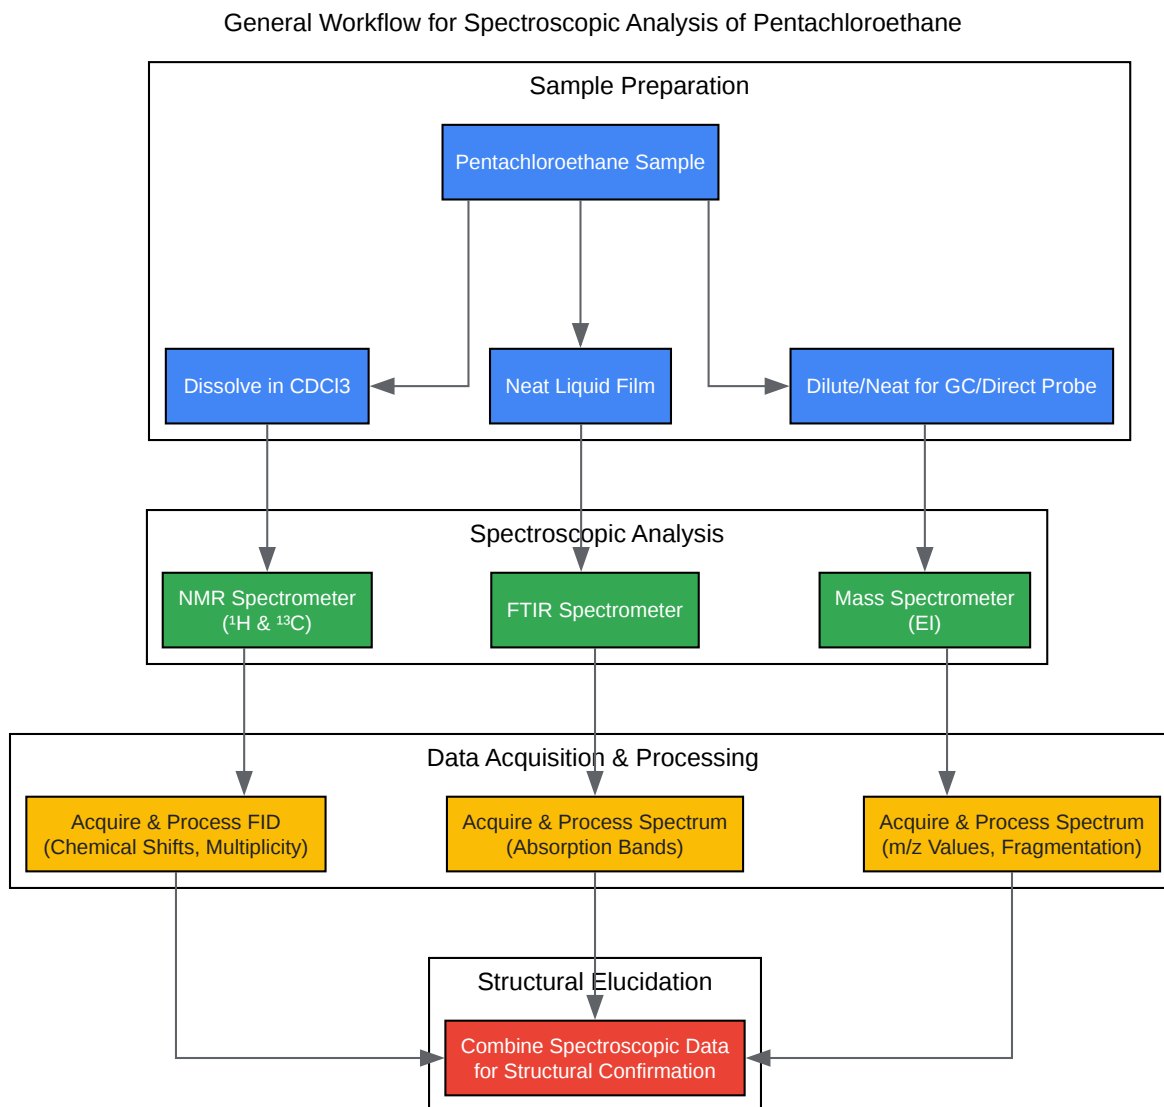 General Workflow for Spectroscopic Analysis of Pentachloroethane
Sample Preparation
Pentachloroethane Sample
Dissolve in CDCl3
Neat Liquid Film
Dilute/Neat for GC/Direct Probe
Spectroscopic Analysis
NMR Spectrometer
(¹H & ¹³C)
FTIR Spectrometer
Mass Spectrometer
(EI)
Data Acquisition & Processing
Acquire & Process FID
(Chemical Shifts, Multiplicity)
Acquire & Process Spectrum
(Absorption Bands)
Acquire & Process Spectrum
(m/z Values, Fragmentation)
Structural Elucidation
Combine Spectroscopic Data
for Structural Confirmation